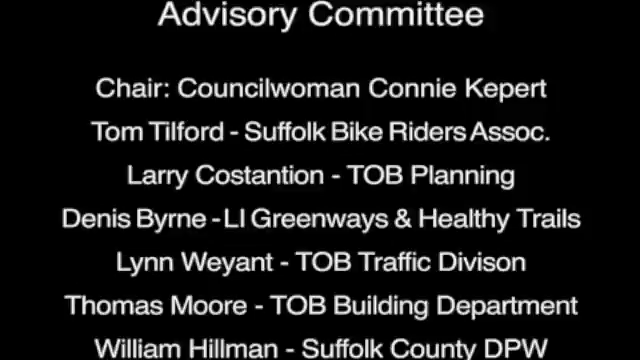 Advisory Committee
Chair: Councilwoman Connie Kepert
Tom Tilford - Suffolk Bike Riders Assoc.
Larry Costantion - TOB Planning
Denis Byrne - LI Greenways & Healthy Trails
Lynn Weyant - TOB Traffic Divison
Thomas Moore - TOB Building Department
William Hillman - Suffolk County DPW